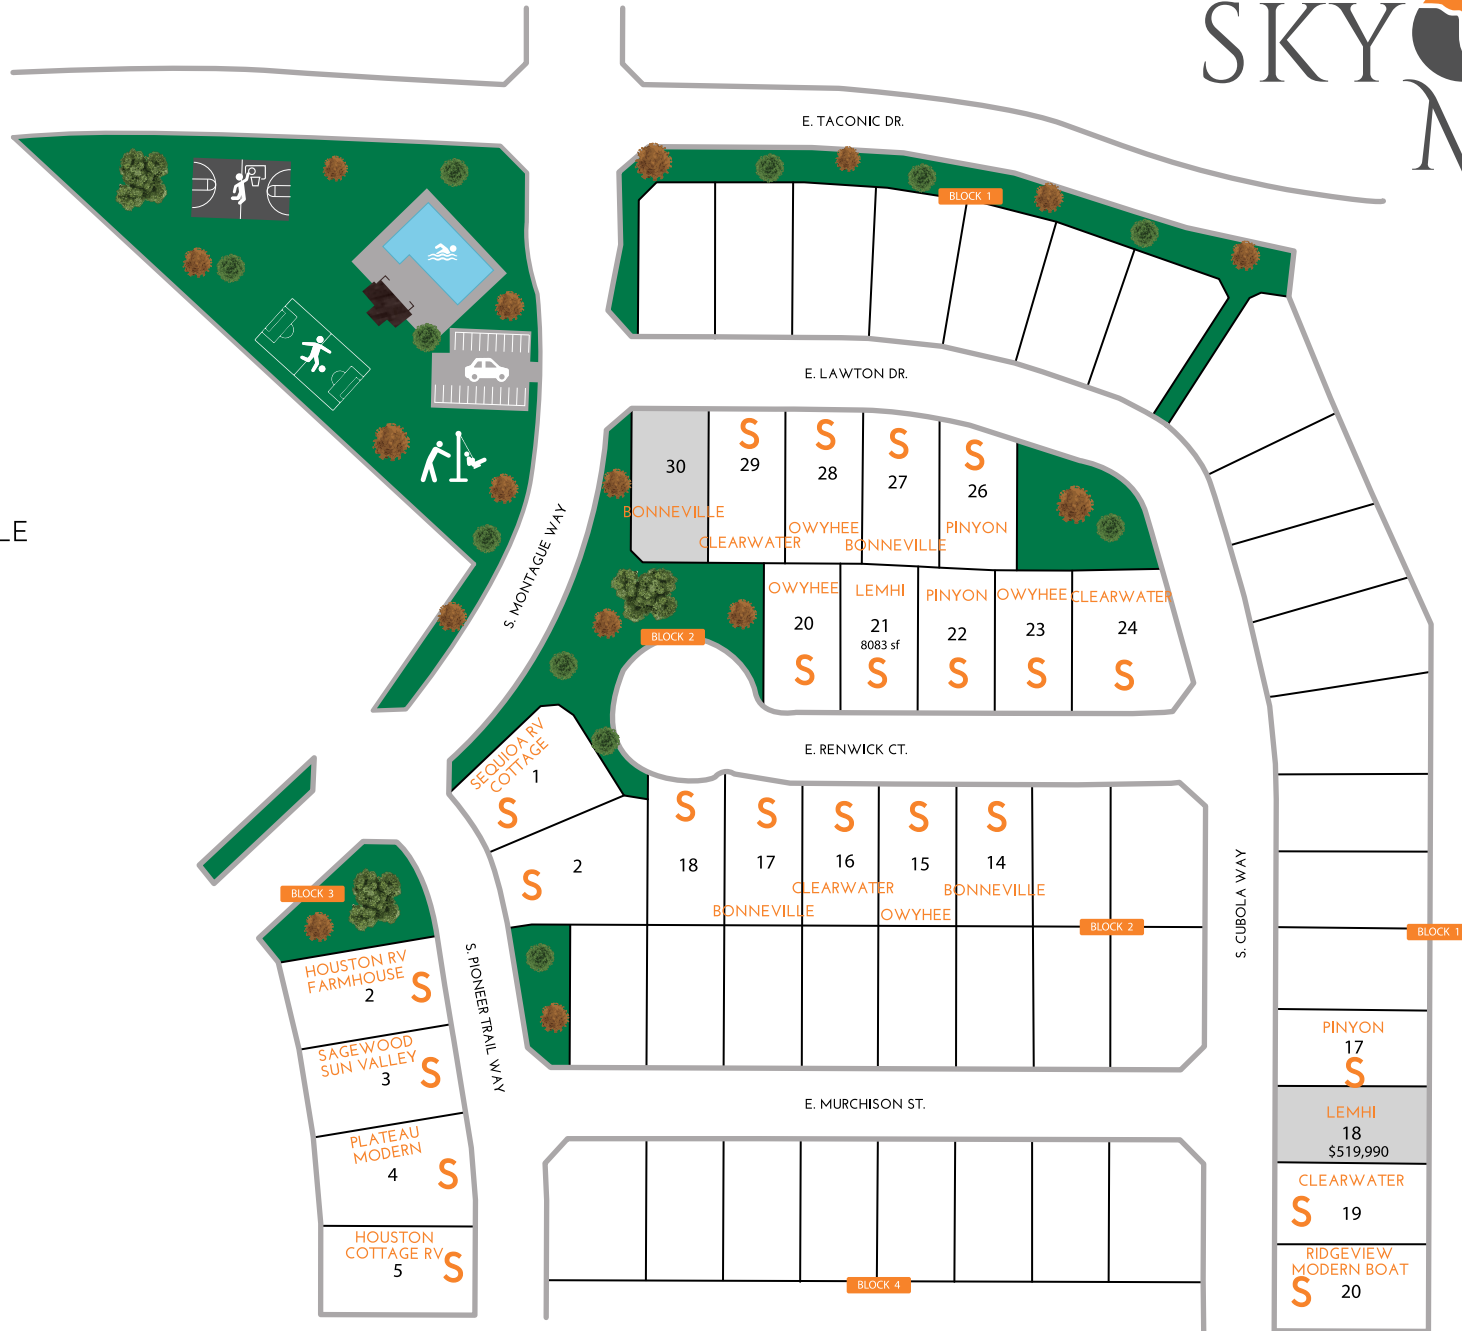 SKY
M
E. TACONIC DR.
BLOCK 1
E. LAWTON DR.
LE
S. MONTAGUE WAY
30
BONNEVILLE
S
29
CLEARWATER
S
28
OWYHEE
S
27
BONNEVILLE
S
26
PINYON
BLOCK 2
OWYHEE
20
S
LEMHI
21
8083 sf
S
PINYON
22
S
OWYHEE
23
S
CLEARWATER
24
S
E. RENWICK CT.
SEQUIOA RV
COTTAGE
1
S
2
S
S
18
S
17
BONNEVILLE
S
16
CLEARWATER
S
15
OWYHEE
S
14
BONNEVILLE
BLOCK 2
S. CUBOLA WAY
BLOCK 1
BLOCK 3
S. PIONEER TRAIL WAY
HOUSTON RV
FARMHOUSE
2
S
SAGEWOOD
SUN VALLEY
3
S
PLATEAU
MODERN
4
S
HOUSTON
COTTAGE RV
5
S
E. MURCHISON ST.
BLOCK 4
PINYON
17
S
LEMHI
18
$519,990
CLEARWATER
S 19
RIDGEVIEW
MODERN BOAT
S 20